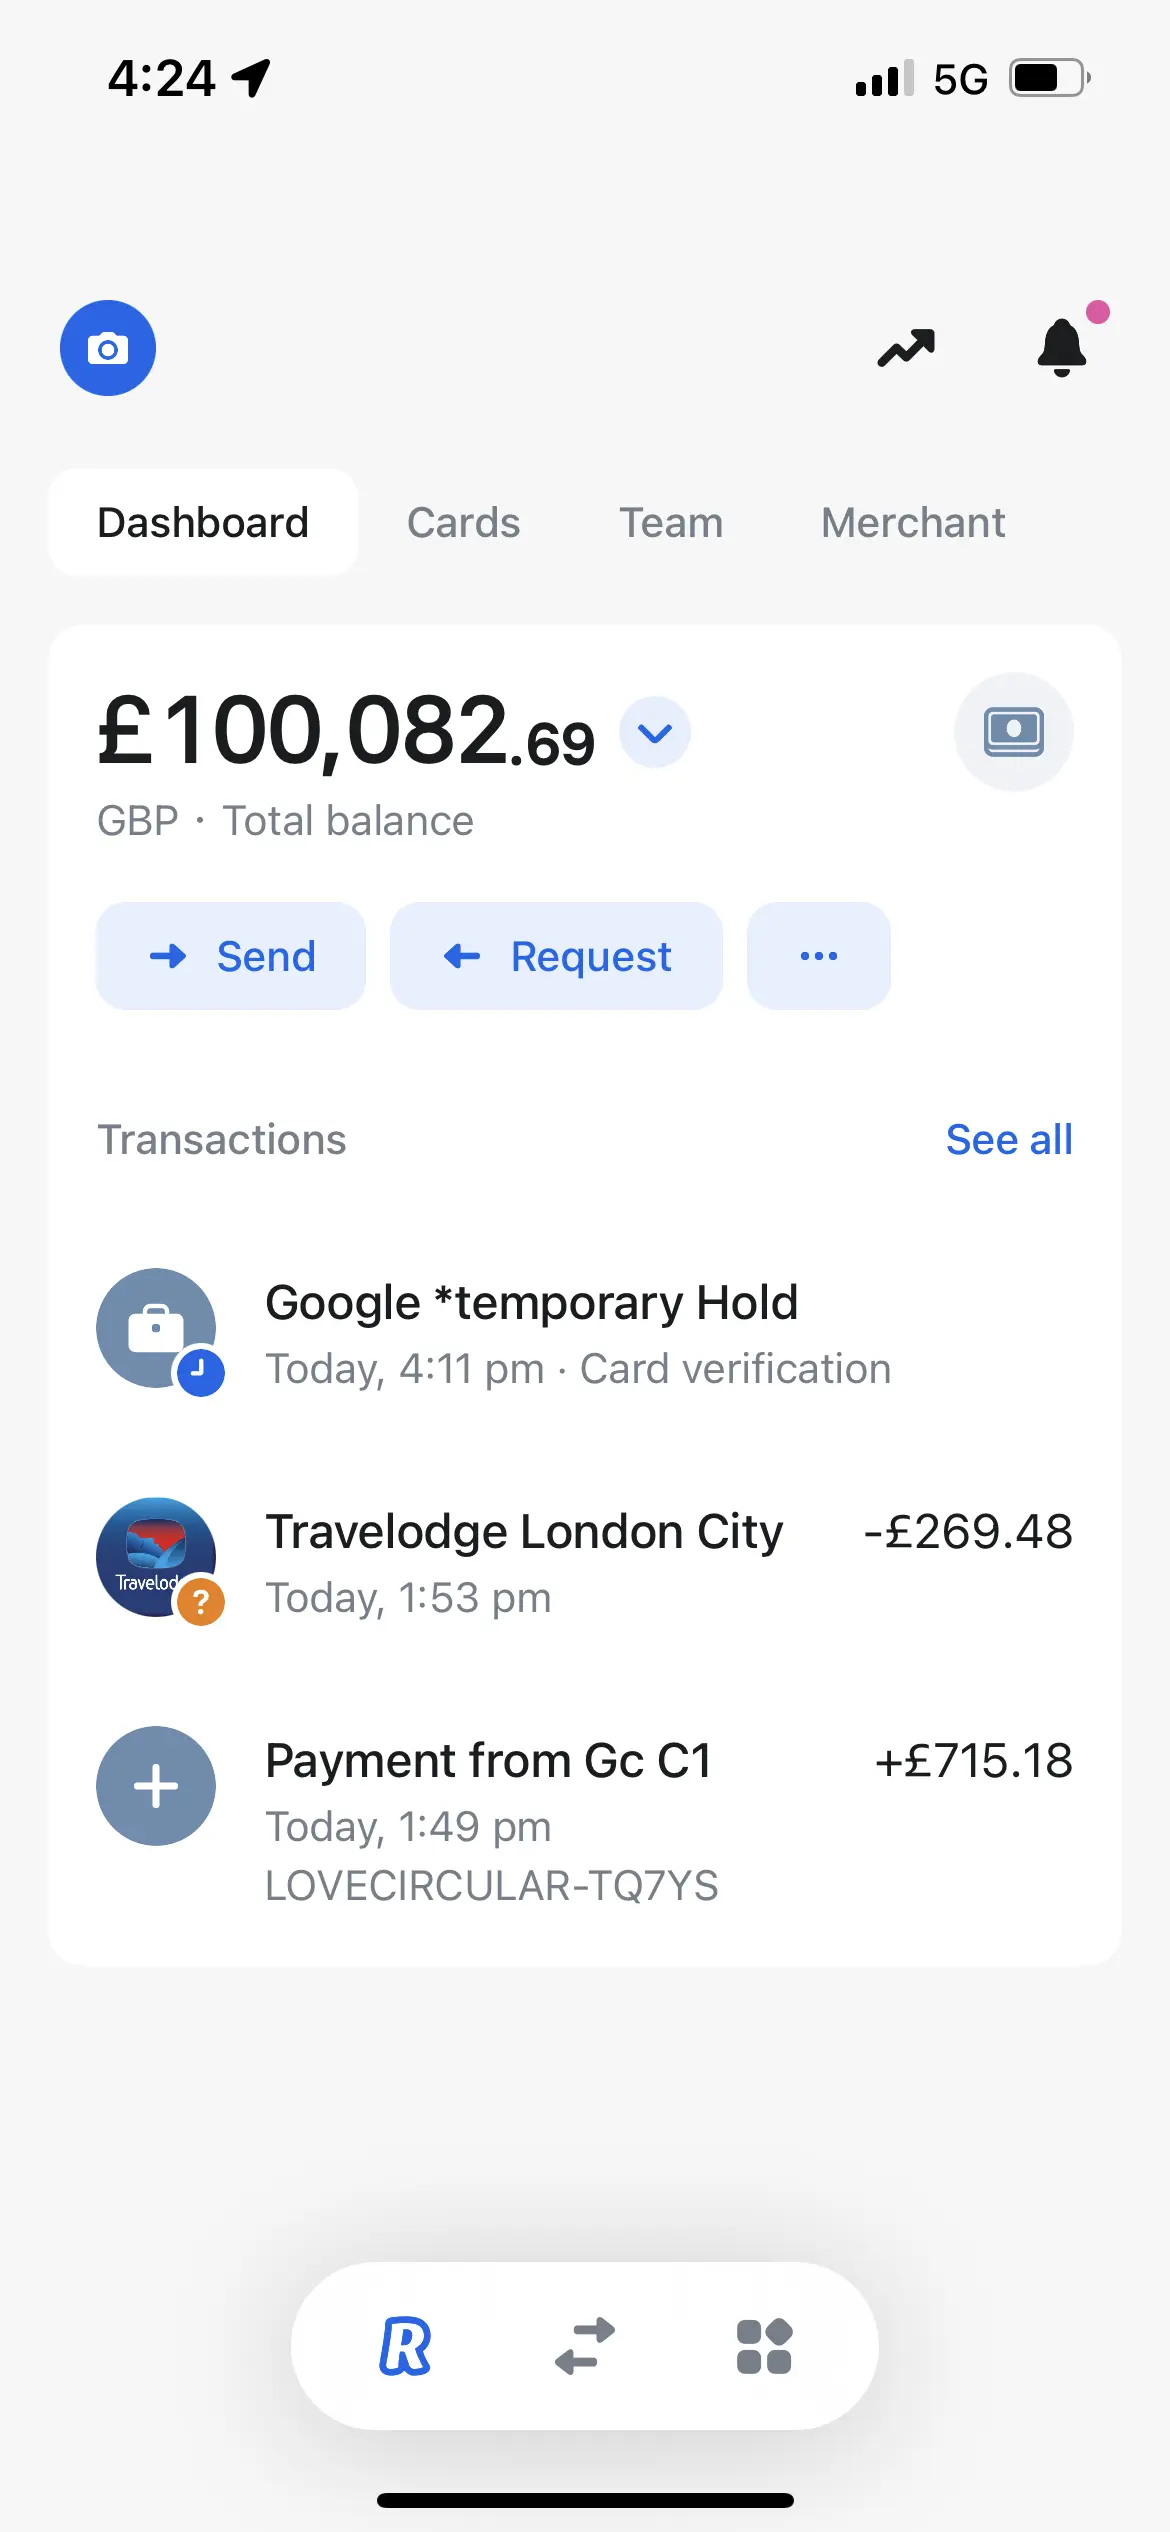 4:24 5G
Dashboard Cards Team Merchant
£100,082.69
GBP · Total balance
Send Request ...
Transactions See all
Google *temporary Hold
Today, 4:11 pm · Card verification
Travelodge London City -£269.48
Travelod
?
Today, 1:53 pm
Payment from Gc C1 +£715.18
Today, 1:49 pm
LOVECIRCULAR-TQ7YS
R